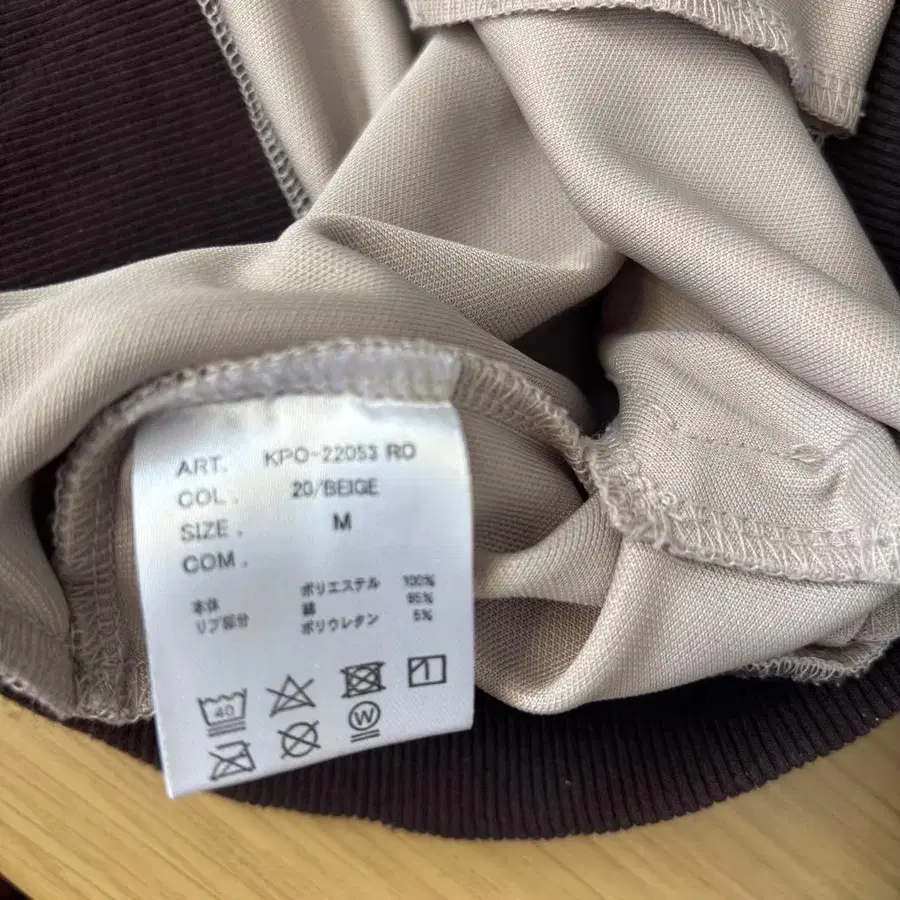 ART. KPO-22053 RO
COL. 20/BEIGE
SIZE. M
COM.
本体 ポリエステル 100%
リブ部分 綿 95%
ポリウレタン 5%
40
W